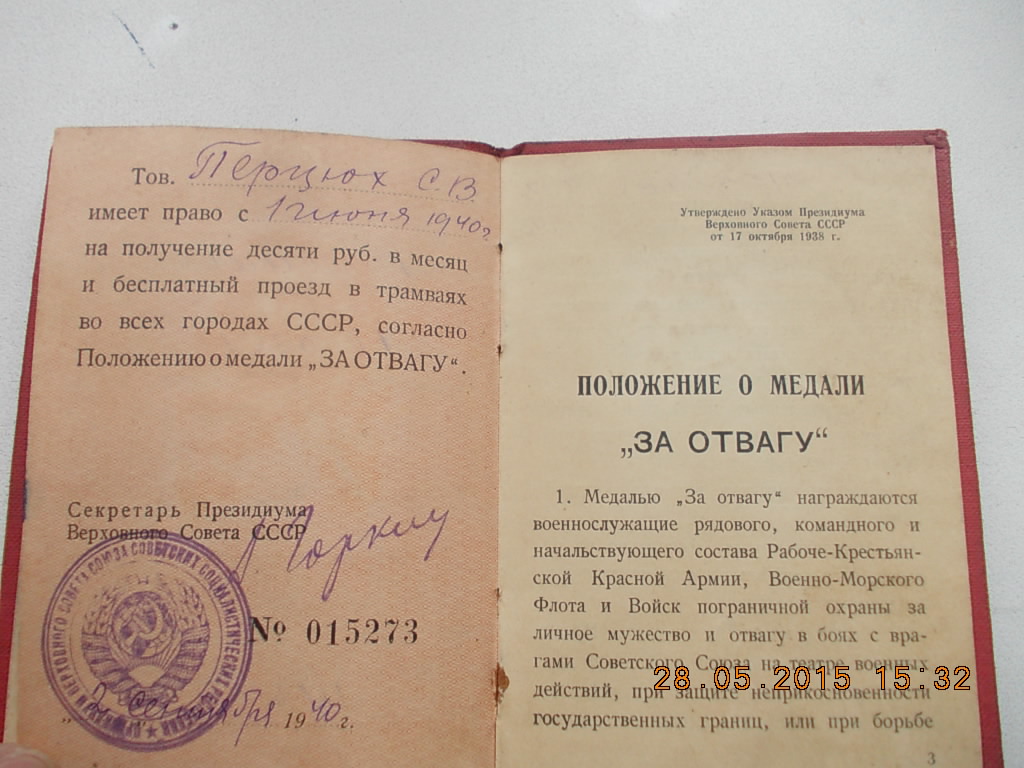 Тов. Перцюх С.В.
имеет право с 1 июня 1940 г.
на получение десяти руб. в месяц
и бесплатный проезд в трамваях
во всех городах СССР, согласно
Положению о медали „ЗА ОТВАГУ“.
Секретарь Президиума
Верховного Совета СССР
А. Горкин
№ 015273
сентября 1940 г.
Утверждено Указом Президиума
Верховного Совета СССР
от 17 октября 1938 г.
ПОЛОЖЕНИЕ О МЕДАЛИ
„ЗА ОТВАГУ“
1. Медалью „За отвагу“ награждаются
военнослужащие рядового, командного и
начальствующего состава Рабоче-Крестьян-
ской Красной Армии, Военно-Морского
Флота и Войск пограничной охраны за
личное мужество и отвагу в боях с вра-
гами Советского Союза на театре военных
действий, при защите неприкосновенности
государственных границ, или при борьбе
3
28.05.2015 15:32